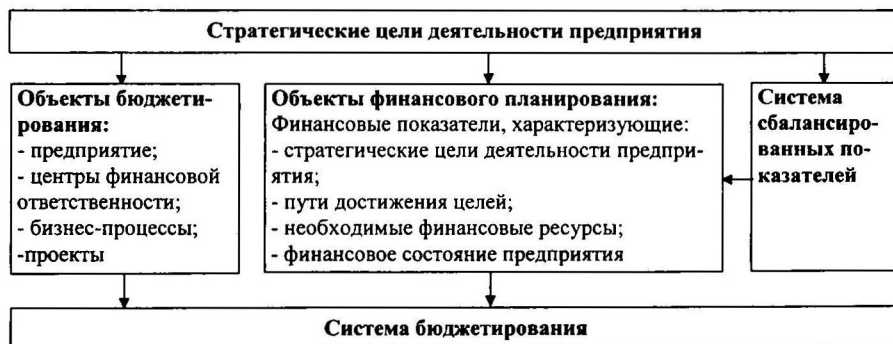 Стратегические цели деятельности предприятия
Объекты бюджети-
рования:
- предприятие;
- центры финансовой
ответственности;
- бизнес-процессы;
-проекты
Объекты финансового планирования:
Финансовые показатели, характеризующие:
- стратегические цели деятельности предпри-
ятия;
- пути достижения целей;
- необходимые финансовые ресурсы;
- финансовое состояние предприятия
Система
сбалансиро-
ванных по-
казателей
Система бюджетирования